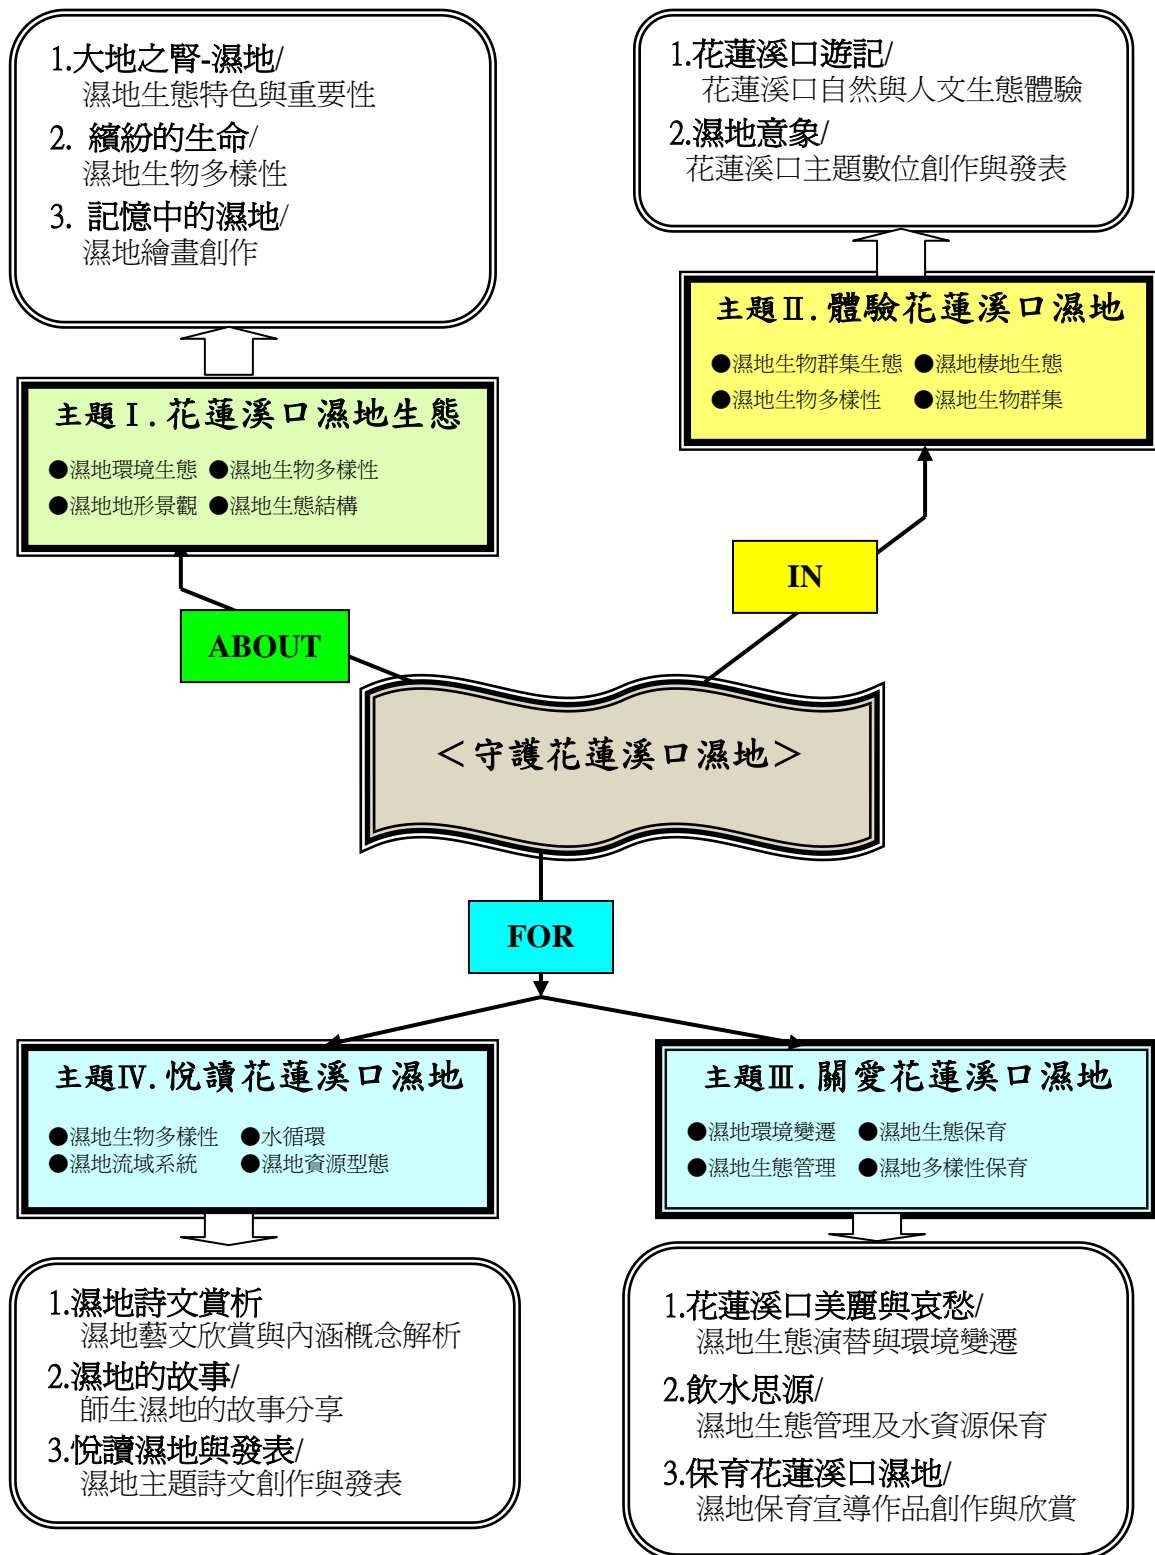 1.大地之腎-濕地/
濕地生態特色與重要性
2. 繽紛的生命/
濕地生物多樣性
3. 記憶中的濕地/
濕地繪畫創作
1.花蓮溪口遊記/
花蓮溪口自然與人文生態體驗
2.濕地意象/
花蓮溪口主題數位創作與發表
主題Ⅱ.體驗花蓮溪口濕地
●濕地生物群集生態 ●濕地棲地生態
●濕地生物多樣性 ●濕地生物群集
主題Ⅰ.花蓮溪口濕地生態
●濕地環境生態 ●濕地生物多樣性
●濕地地形景觀 ●濕地生態結構
IN
ABOUT
＜守護花蓮溪口濕地＞
FOR
主題Ⅳ.悅讀花蓮溪口濕地
●濕地生物多樣性 ●水循環
●濕地流域系統 ●濕地資源型態
主題Ⅲ.關愛花蓮溪口濕地
●濕地環境變遷 ●濕地生態保育
●濕地生態管理 ●濕地多樣性保育
1.濕地詩文賞析
濕地藝文欣賞與內涵概念解析
2.濕地的故事/
師生濕地的故事分享
3.悅讀濕地與發表/
濕地主題詩文創作與發表
1.花蓮溪口美麗與哀愁/
濕地生態演替與環境變遷
2.飲水思源/
濕地生態管理及水資源保育
3.保育花蓮溪口濕地/
濕地保育宣導作品創作與欣賞